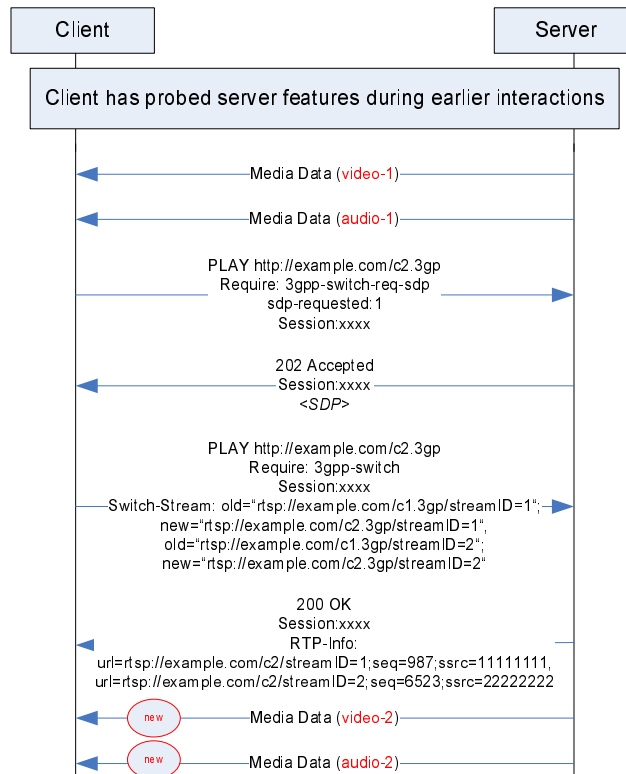 Client
Server
Client has probed server features during earlier interactions
Media Data (video-1)
Media Data (audio-1)
PLAY http://example.com/c2.3gp
Require: 3gpp-switch-req-sdp
sdp-requested:1
Session:xxxx
202 Accepted
Session:xxxx
<SDP>
PLAY http://example.com/c2.3gp
Require: 3gpp-switch
Session:xxxx
Switch-Stream: old=“rtsp://example.com/c1.3gp/streamID=1“;
new=“rtsp://example.com/c2.3gp/streamID=1“,
old=“rtsp://example.com/c1.3gp/streamID=2“;
new=“rtsp://example.com/c2.3gp/streamID=2“
200 OK
Session:xxxx
RTP-Info:
url=rtsp://example.com/c2/streamID=1;seq=987;ssrc=11111111,
url=rtsp://example.com/c2/streamID=2;seq=6523;ssrc=22222222
new
Media Data (video-2)
new
Media Data (audio-2)